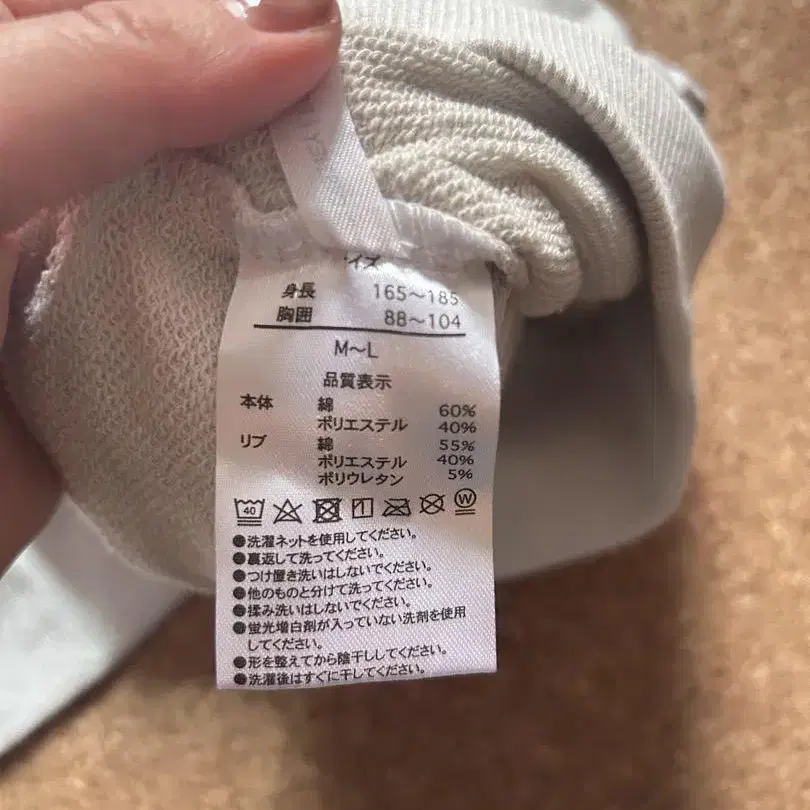 イズ
身長 165～185
胸囲 88～104
M～L
品質表示
本体 綿 60%
ポリエステル 40%
リブ 綿 55%
ポリエステル 40%
ポリウレタン 5%
40 1 W
●洗濯ネットを使用してください。
●裏返して洗ってください。
●つけ置き洗いはしないでください。
●他のものと分けて洗ってください。
●揉み洗いはしないでください。
●蛍光増白剤が入っていない洗剤を使用
してください。
●形を整えてから陰干ししてください。
●洗濯後はすぐに干してください。